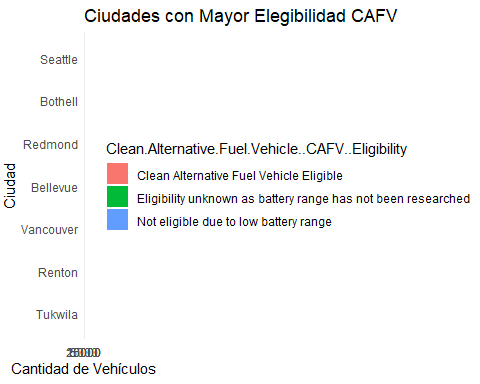 Ciudades con Mayor Elegibilidad CAFV
Seattle
Bothell
Redmond
Bellevue
Vancouver
Renton
Tukwila
Ciudad
Clean.Alternative.Fuel.Vehicle..CAFV..Eligibility
Clean Alternative Fuel Vehicle Eligible
Eligibility unknown as battery range has not been researched
Not eligible due to low battery range
Cantidad de Vehículos